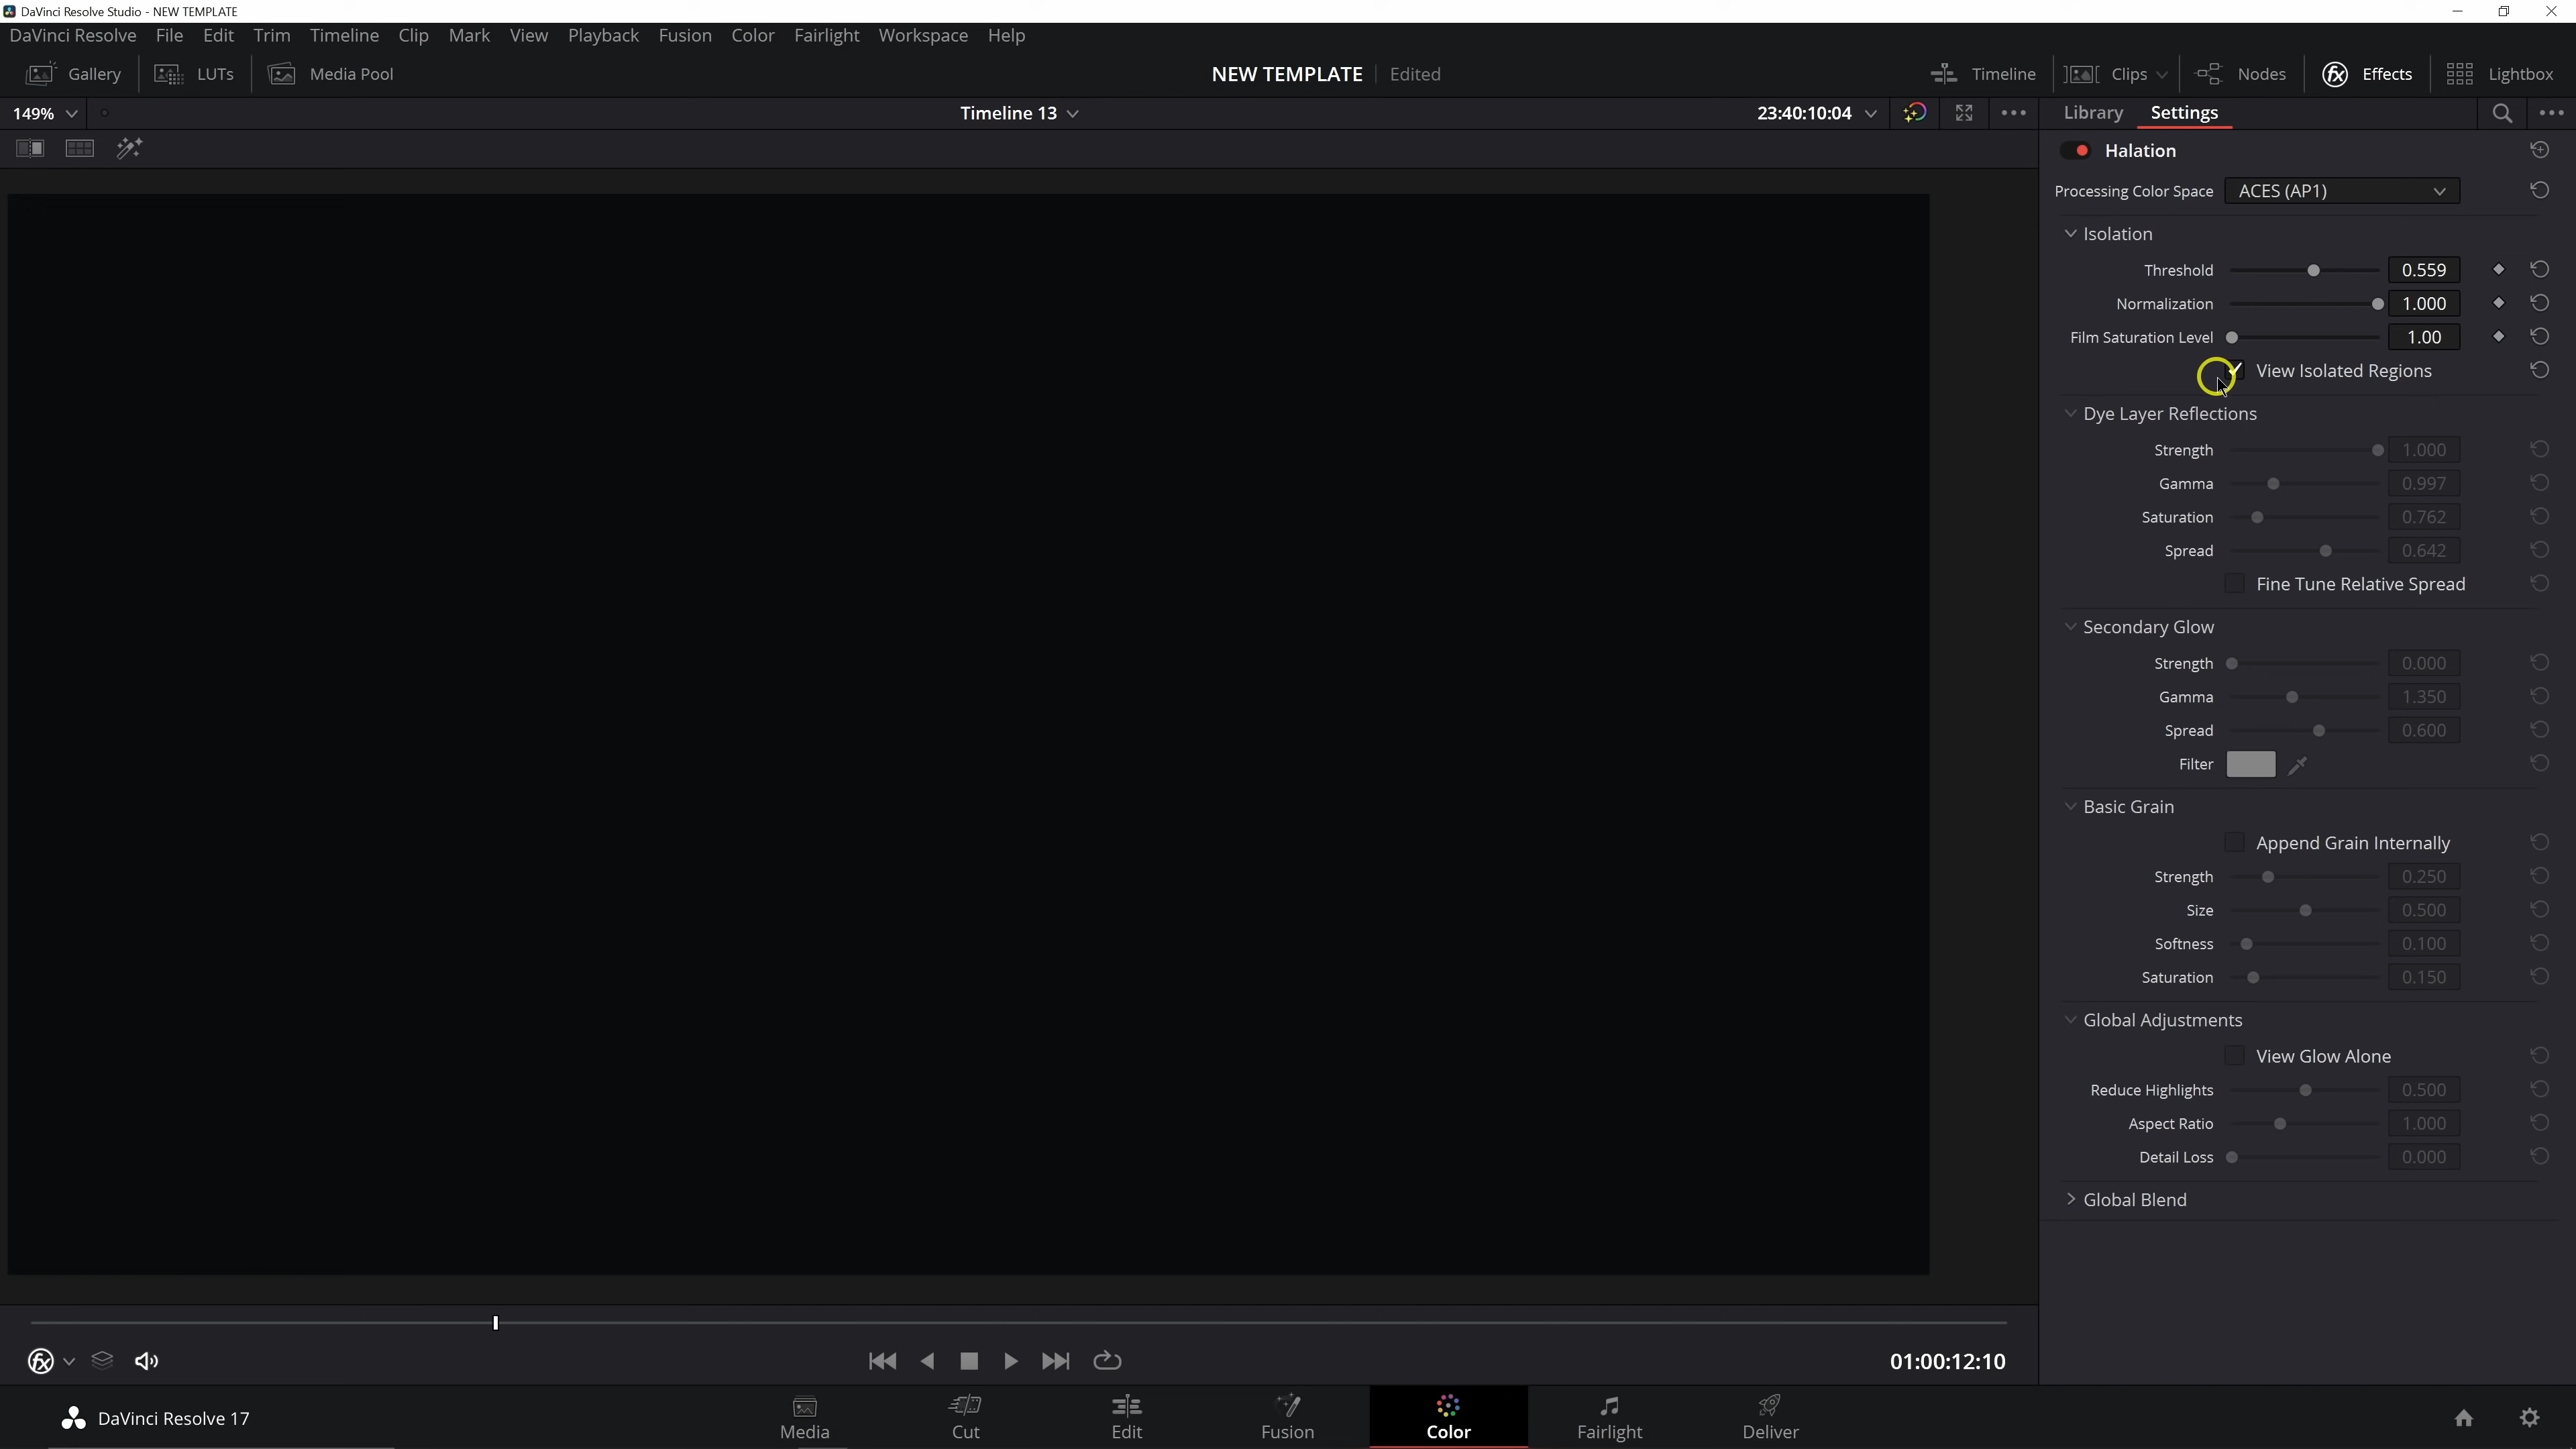 DaVinci Resolve Studio - NEW TEMPLATE
DaVinci Resolve File Edit Trim Timeline Clip Mark View Playback Fusion Color Fairlight Workspace Help
Gallery LUTs Media Pool NEW TEMPLATE Edited Timeline Clips Nodes Effects Lightbox
149% Timeline 13 23:40:10:04 Library Settings
Halation
Processing Color Space ACES (AP1)
Isolation
Threshold 0.559
Normalization 1.000
Film Saturation Level 1.00
View Isolated Regions
Dye Layer Reflections
Strength 1.000
Gamma 0.997
Saturation 0.762
Spread 0.642
Fine Tune Relative Spread
Secondary Glow
Strength 0.000
Gamma 1.350
Spread 0.600
Filter
Basic Grain
Append Grain Internally
Strength 0.250
Size 0.500
Softness 0.100
Saturation 0.150
Global Adjustments
View Glow Alone
Reduce Highlights 0.500
Aspect Ratio 1.000
Detail Loss 0.000
Global Blend
01:00:12:10
DaVinci Resolve 17 Media Cut Edit Fusion Color Fairlight Deliver